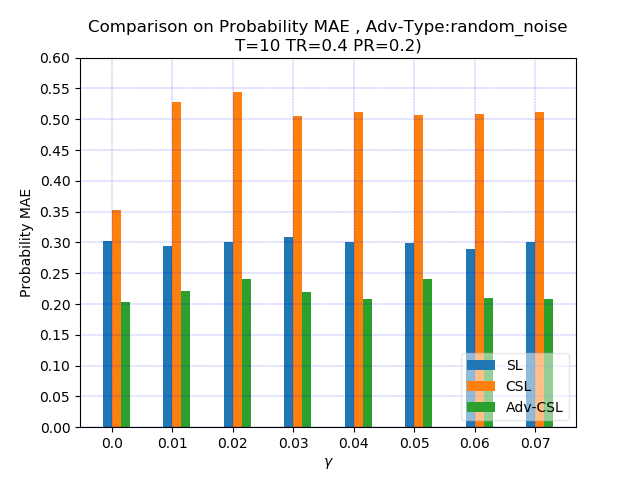 Comparison on Probability MAE , Adv-Type:random_noise
T=10 TR=0.4 PR=0.2)
Probability MAE
0.60
0.55
0.50
0.45
0.40
0.35
0.30
0.25
0.20
0.15
0.10
0.05
0.00
SL
CSL
Adv-CSL
0.0 0.01 0.02 0.03 0.04 0.05 0.06 0.07
γ